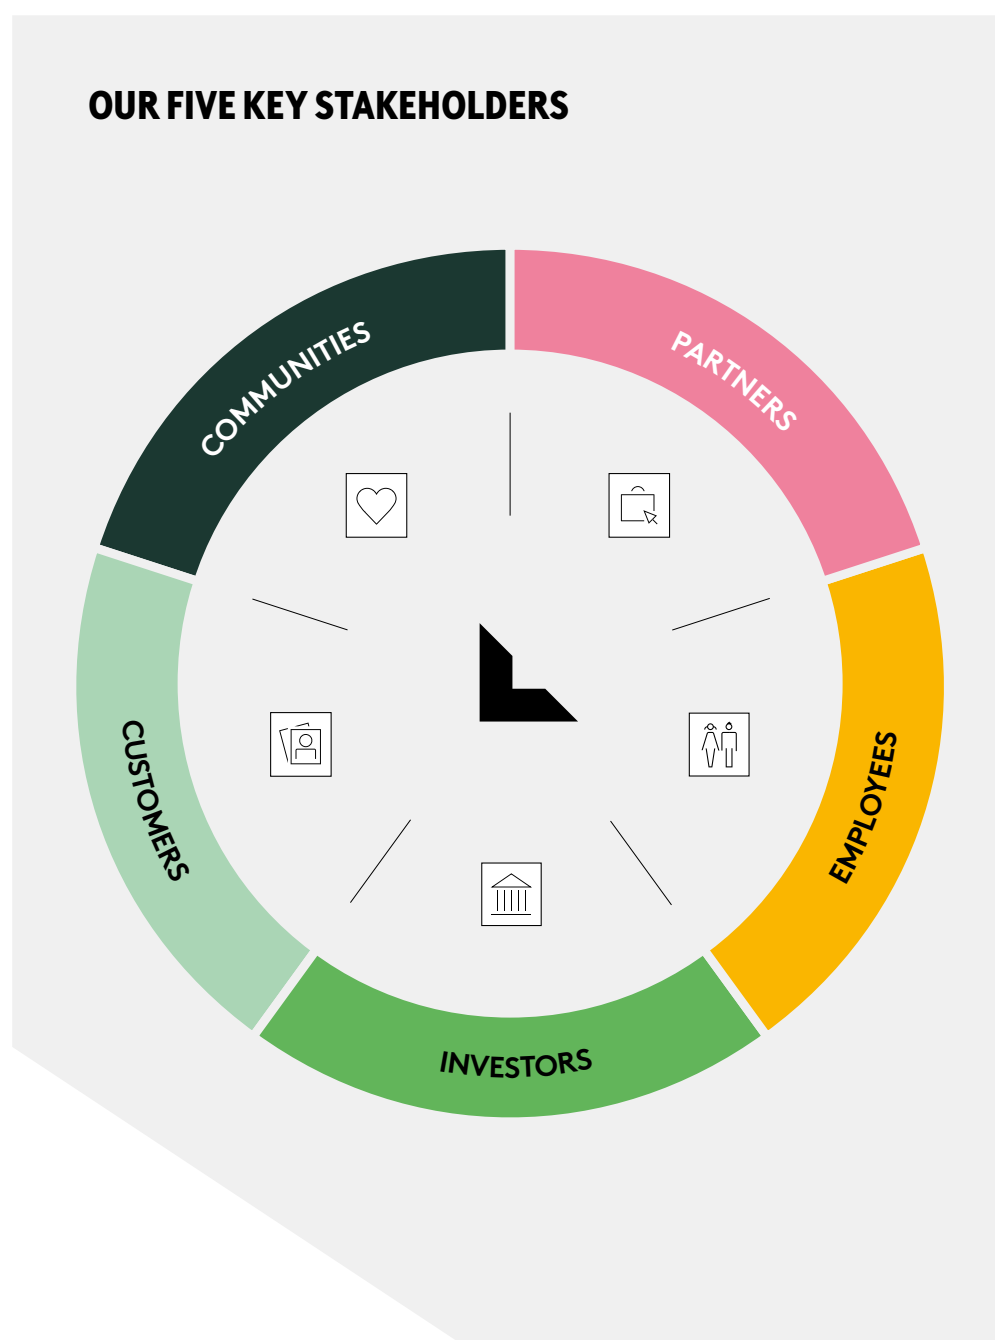 OUR FIVE KEY STAKEHOLDERS
COMMUNITIES
PARTNERS
CUSTOMERS
EMPLOYEES
INVESTORS